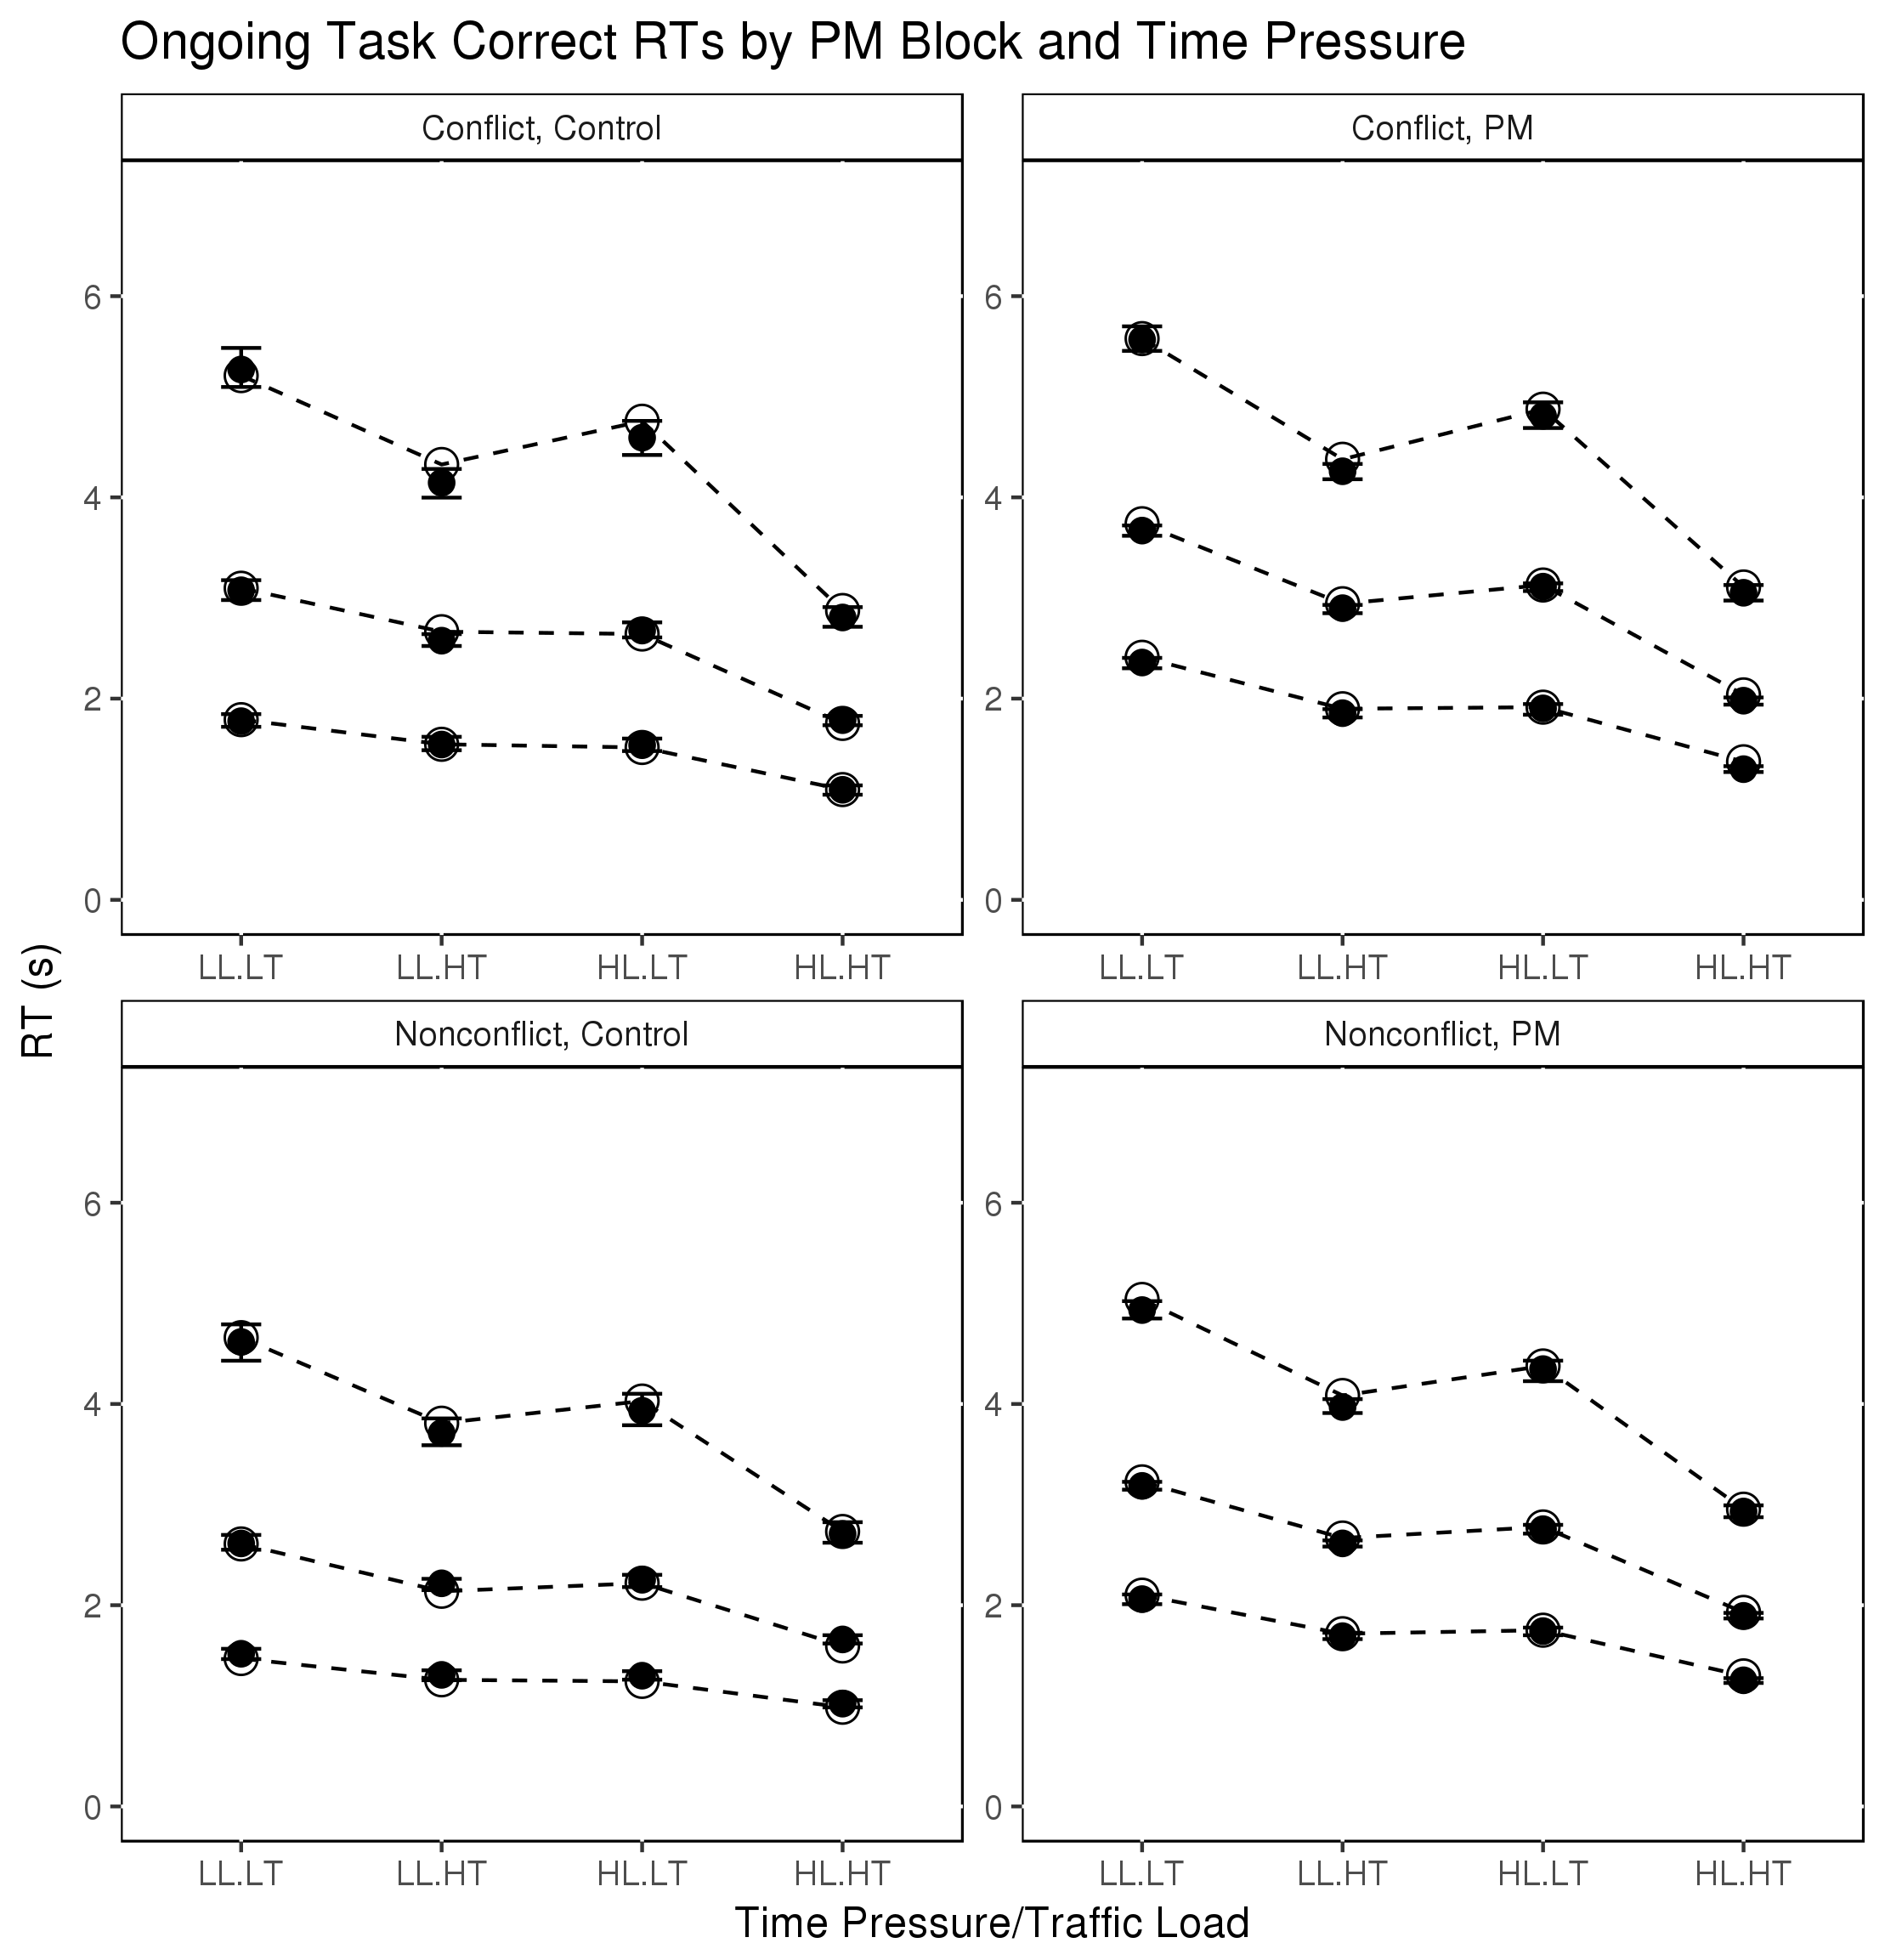 Ongoing Task Correct RTs by PM Block and Time Pressure
Conflict, Control
Conflict, PM
6
4
2
0
6
4
2
0
LL.LT LL.HT HL.LT HL.HT
LL.LT LL.HT HL.LT HL.HT
RT (s)
Nonconflict, Control
Nonconflict, PM
6
4
2
0
6
4
2
0
LL.LT LL.HT HL.LT HL.HT
LL.LT LL.HT HL.LT HL.HT
Time Pressure/Traffic Load